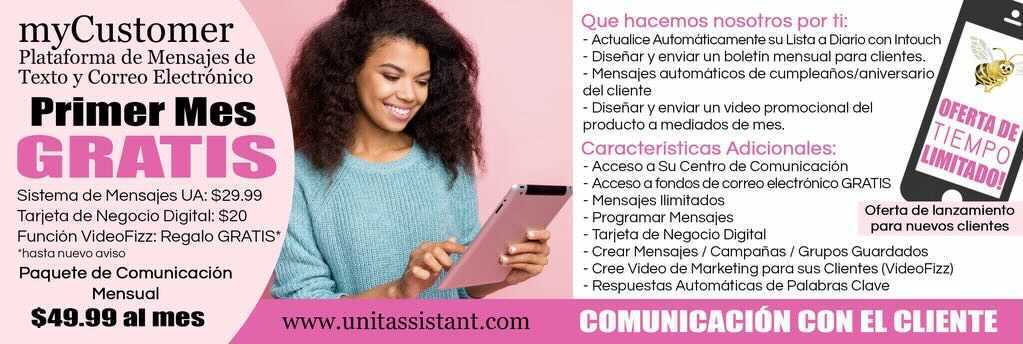 myCustomer
Plataforma de Mensajes de
Texto y Correo Electrónico
Primer Mes
GRATIS
Sistema de Mensajes UA: $29.99
Tarjeta de Negocio Digital: $20
Función VideoFizz: Regalo GRATIS*
*hasta nuevo aviso
Paquete de Comunicación
Mensual
$49.99 al mes
www.unitassistant.com
Que hacemos nosotros por ti:
- Actualice Automáticamente su Lista a Diario con Intouch
- Diseñar y enviar un boletin mensual para clientes.
- Mensajes automáticos de cumpleaños/aniversario
del cliente
- Diseñar y enviar un video promocional del
producto a mediados de mes.
Características Adicionales:
- Acceso a Su Centro de Comunicación
- Acceso a fondos de correo electrónico GRATIS
- Mensajes Ilimitados
- Programar Mensajes
- Tarjeta de Negocio Digital
- Crear Mensajes / Campañas / Grupos Guardados
- Cree Video de Marketing para sus Clientes (VideoFizz)
- Respuestas Automáticas de Palabras Clave
OFERTA DE
TIEMPO
LIMITADO!
Oferta de lanzamiento
para nuevos clientes
COMUNICACIÓN CON EL CLIENTE